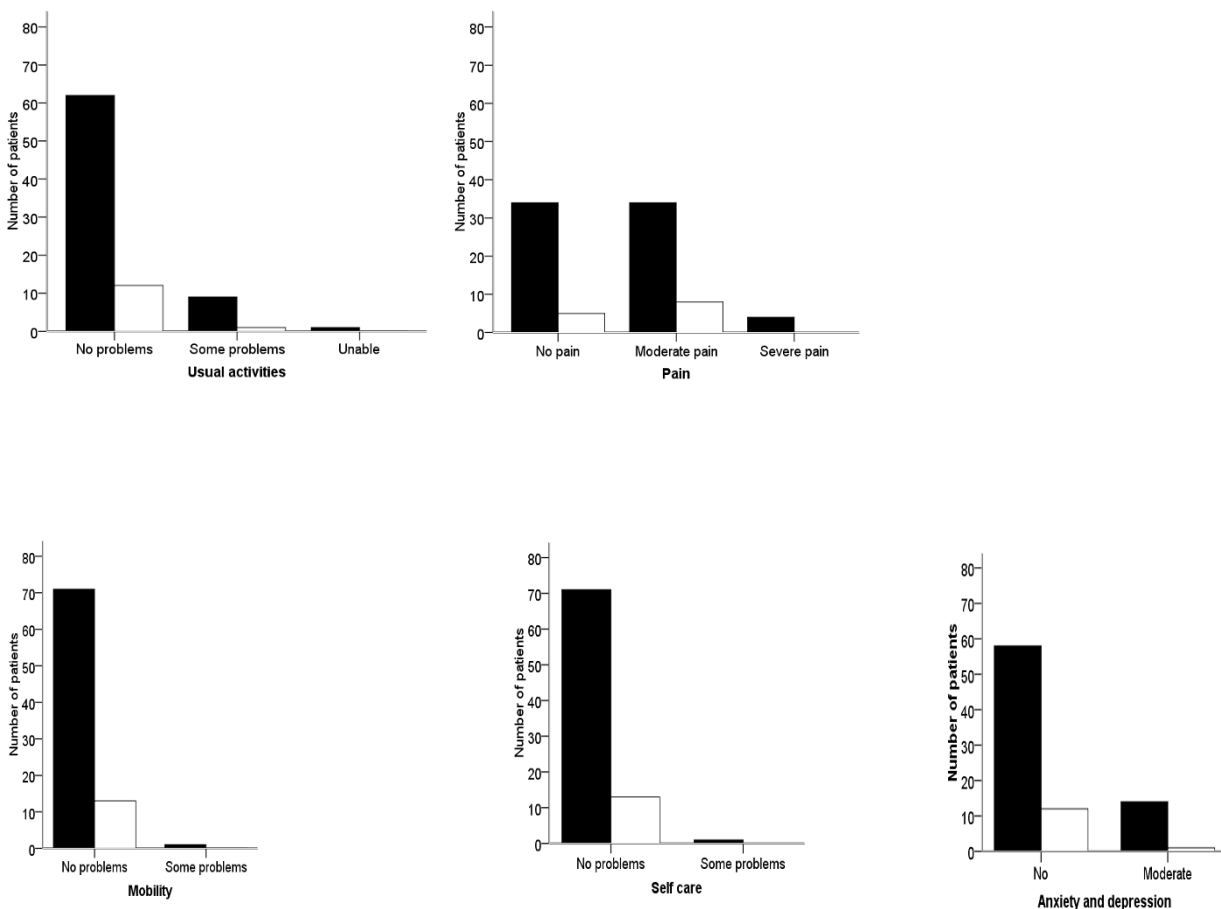 80
70
60
50
40
30
20
10
0
Number of patients
No problems
Some problems
Unable
Usual activities
80
70
60
50
40
30
20
10
0
Number of patients
No pain
Moderate pain
Severe pain
Pain
80
70
60
50
40
30
20
10
0
Number of patients
No problems
Some problems
Mobility
80
70
60
50
40
30
20
10
0
Number of patients
No problems
Some problems
Self care
80
70
60
50
40
30
20
10
0
Number of patients
No
Moderate
Anxiety and depression